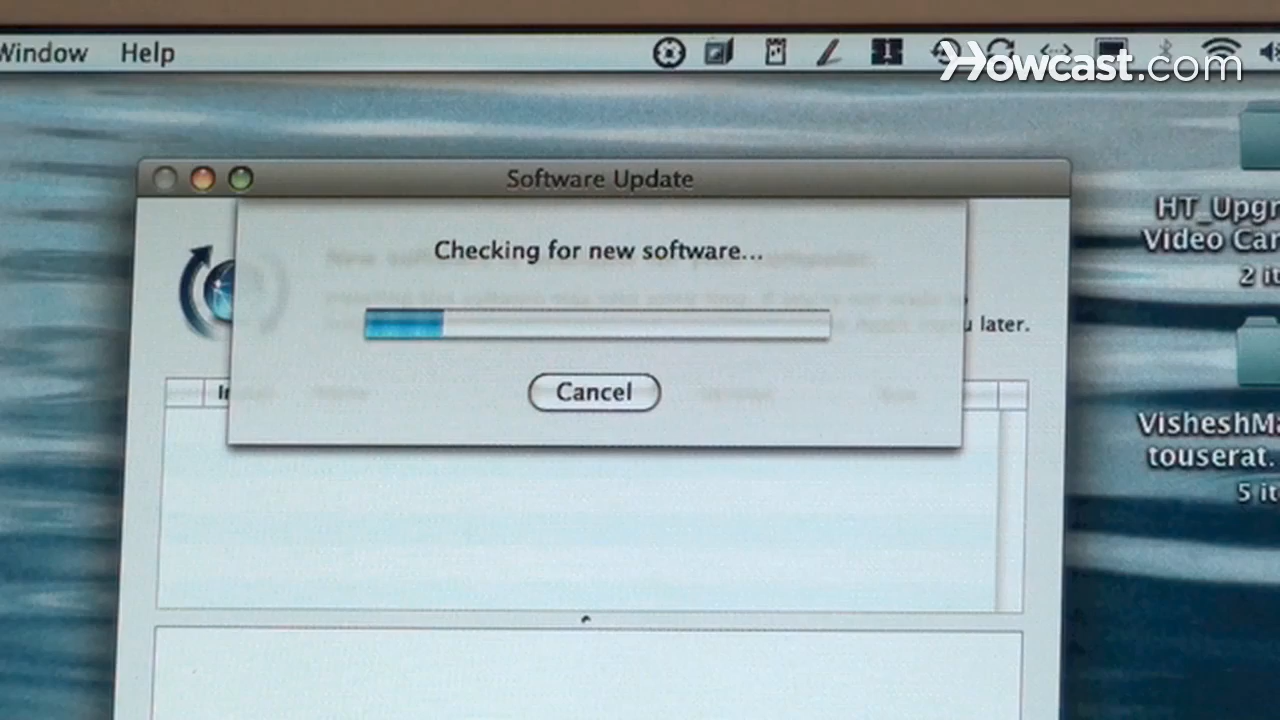 Window Help
Howcast.com
Software Update
Checking for new software...
later.
Cancel
HT_Upgr
Video Car
2 it
VisheshMa
touserat.
5 it